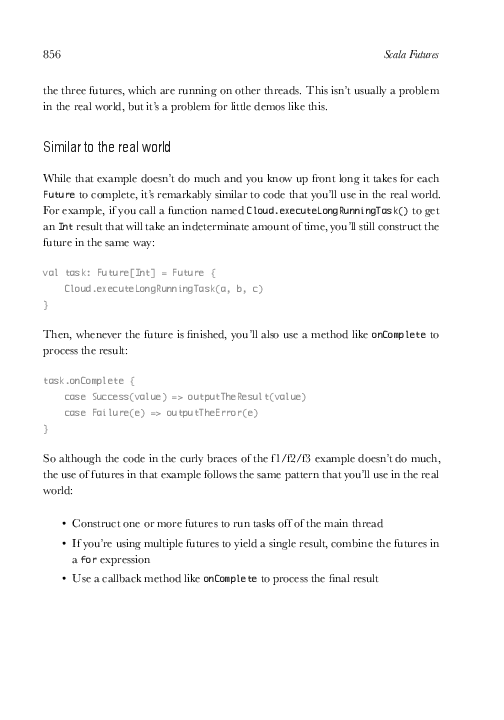 856 Scala Futures
the three futures, which are running on other threads. This isn't usually a problem
in the real world, but it's a problem for little demos like this.
Similar to the real world
While that example doesn't do much and you know up front long it takes for each
Future to complete, it's remarkably similar to code that you'll use in the real world.
For example, if you call a function named Cloud.executeLongRunningTask() to get
an Int result that will take an indeterminate amount of time, you'll still construct the
future in the same way:
val task: Future[Int] = Future {
    Cloud.executeLongRunningTask(a, b, c)
}
Then, whenever the future is finished, you'll also use a method like onComplete to
process the result:
task.onComplete {
    case Success(value) => outputTheResult(value)
    case Failure(e) => outputTheError(e)
}
So although the code in the curly braces of the f1/f2/f3 example doesn't do much,
the use of futures in that example follows the same pattern that you'll use in the real
world:
• Construct one or more futures to run tasks off of the main thread
• If you're using multiple futures to yield a single result, combine the futures in
a for expression
• Use a callback method like onComplete to process the final result